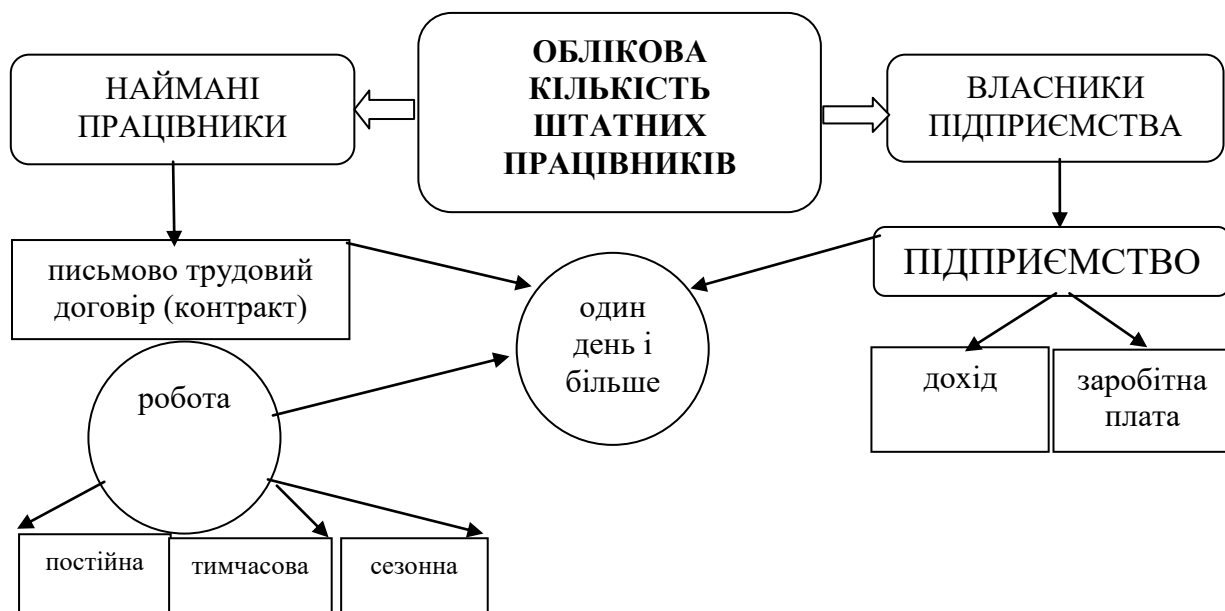 ОБЛІКОВА
КІЛЬКІСТЬ
ШТАТНИХ
ПРАЦІВНИКІВ
НАЙМАНІ
ПРАЦІВНИКИ
ВЛАСНИКИ
ПІДПРИЄМСТВА
письмово трудовий
договір (контракт)
один
день і
більше
ПІДПРИЄМСТВО
робота
дохід
заробітна
плата
постійна
тимчасова
сезонна